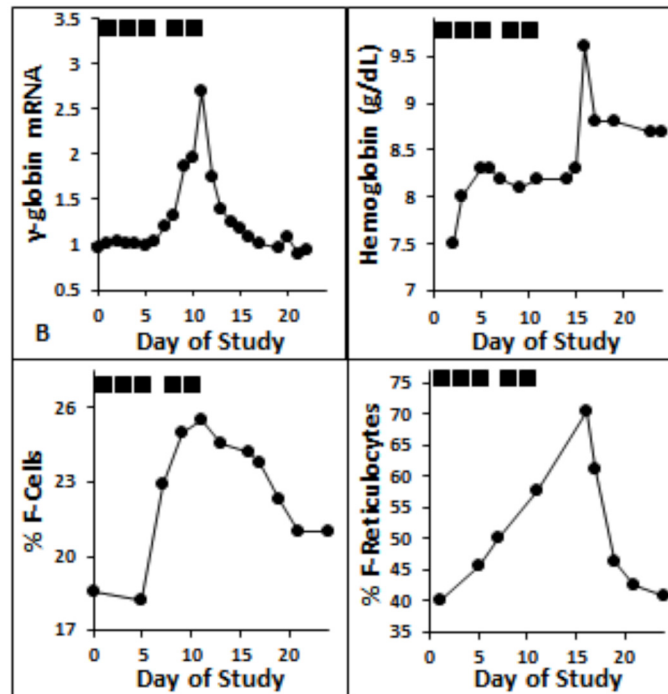 γ-globin mRNA
3.5
3
2.5
2
1.5
1
0.5
0 5 10 15 20
B
Day of Study
Hemoglobin (g/dL)
9.5
9
8.5
8
7.5
7
0 5 10 15 20
Day of Study
% F-Cells
26
23
20
17
0 5 10 15 20
Day of Study
% F-Reticulocytes
75
70
65
60
55
50
45
40
35
0 5 10 15 20
Day of Study